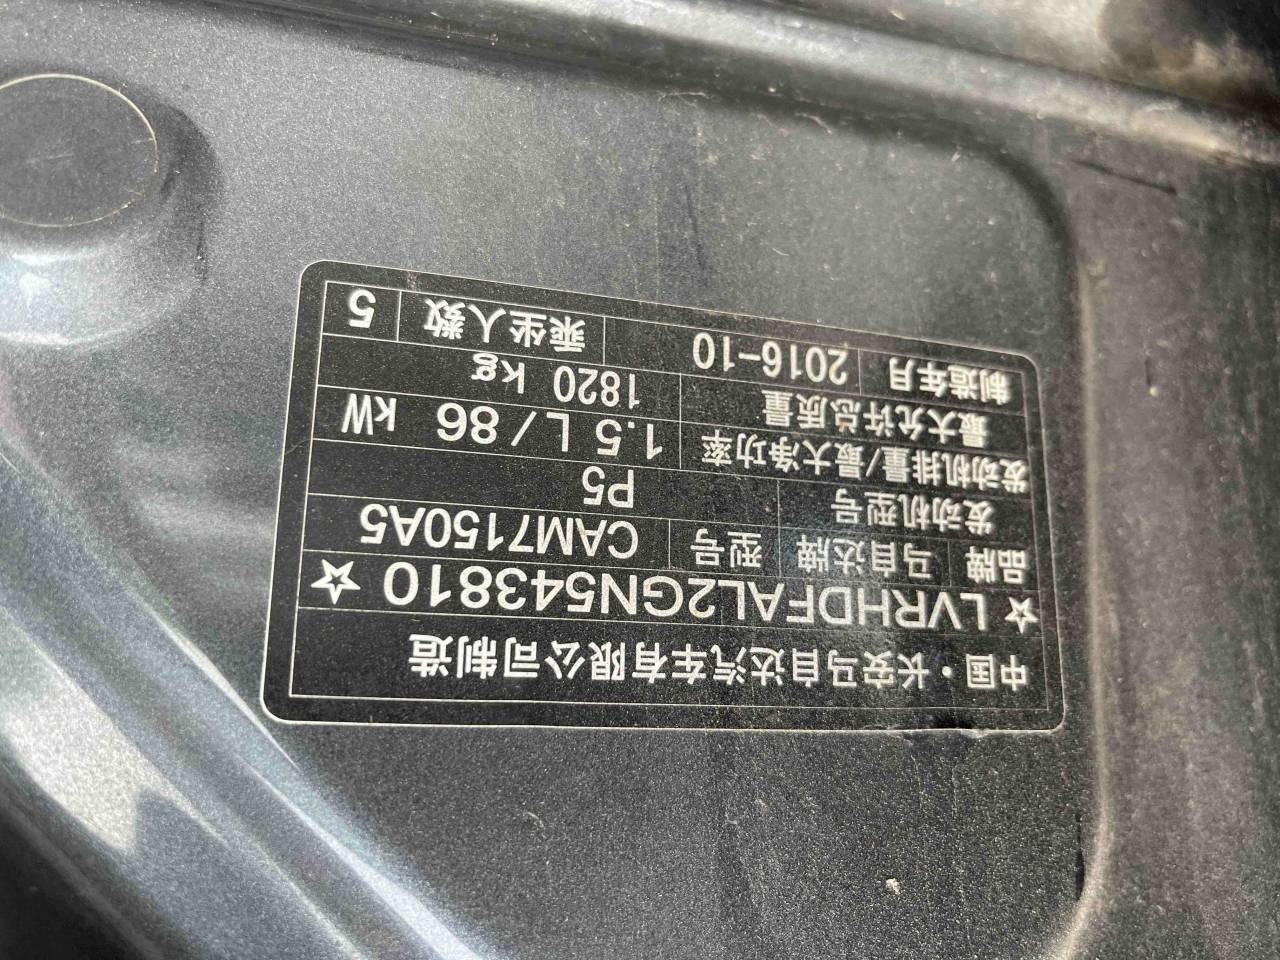 中国·长安马自达汽车有限公司制造
☆ LVRHDFAL2GN543810 ☆
品牌 马自达牌 型号 CAM7150A5
发动机型号 P5
发动机排量/最大净功率 1.5 L / 86 kW
最大允许总质量 1820 kg
制造年月 2016-10 乘坐人数 5